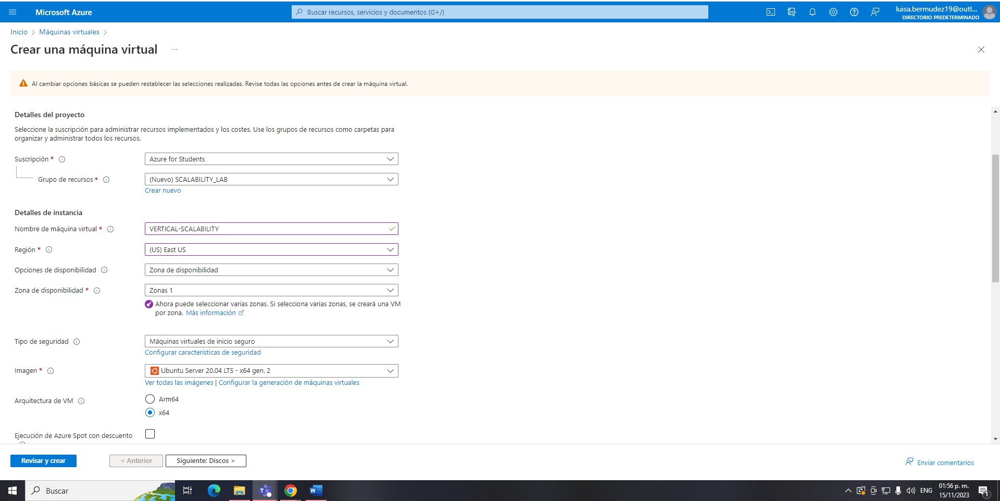 Microsoft Azure
Buscar recursos, servicios y documentos (G+/)
luisa.bermudez19@outl...
DIRECTORIO PREDETERMINADO
Inicio > Máquinas virtuales >
Crear una máquina virtual ...
Al cambiar opciones básicas se pueden restablecer las selecciones realizadas. Revise todas las opciones antes de crear la máquina virtual.
Detalles del proyecto
Seleccione la suscripción para administrar recursos implementados y los costes. Use los grupos de recursos como carpetas para
organizar y administrar todos los recursos.
Suscripción *
Azure for Students
Grupo de recursos *
(Nuevo) SCALABILITY_LAB
Crear nuevo
Detalles de instancia
Nombre de máquina virtual *
VERTICAL-SCALABILITY
Región *
(US) East US
Opciones de disponibilidad
Zona de disponibilidad
Zona de disponibilidad *
Zonas 1
Ahora puede seleccionar varias zonas. Si selecciona varias zonas, se creará una VM
por zona. Más información
Tipo de seguridad
Máquinas virtuales de inicio seguro
Configurar características de seguridad
Imagen *
Ubuntu Server 20.04 LTS - x64 gen. 2
Ver todas las imágenes | Configurar la generación de máquinas virtuales
Arquitectura de VM
Arm64
x64
Ejecución de Azure Spot con descuento
Revisar y crear
< Anterior
Siguiente: Discos >
Enviar comentarios
Buscar
ENG
01:56 p. m.
15/11/2023
1